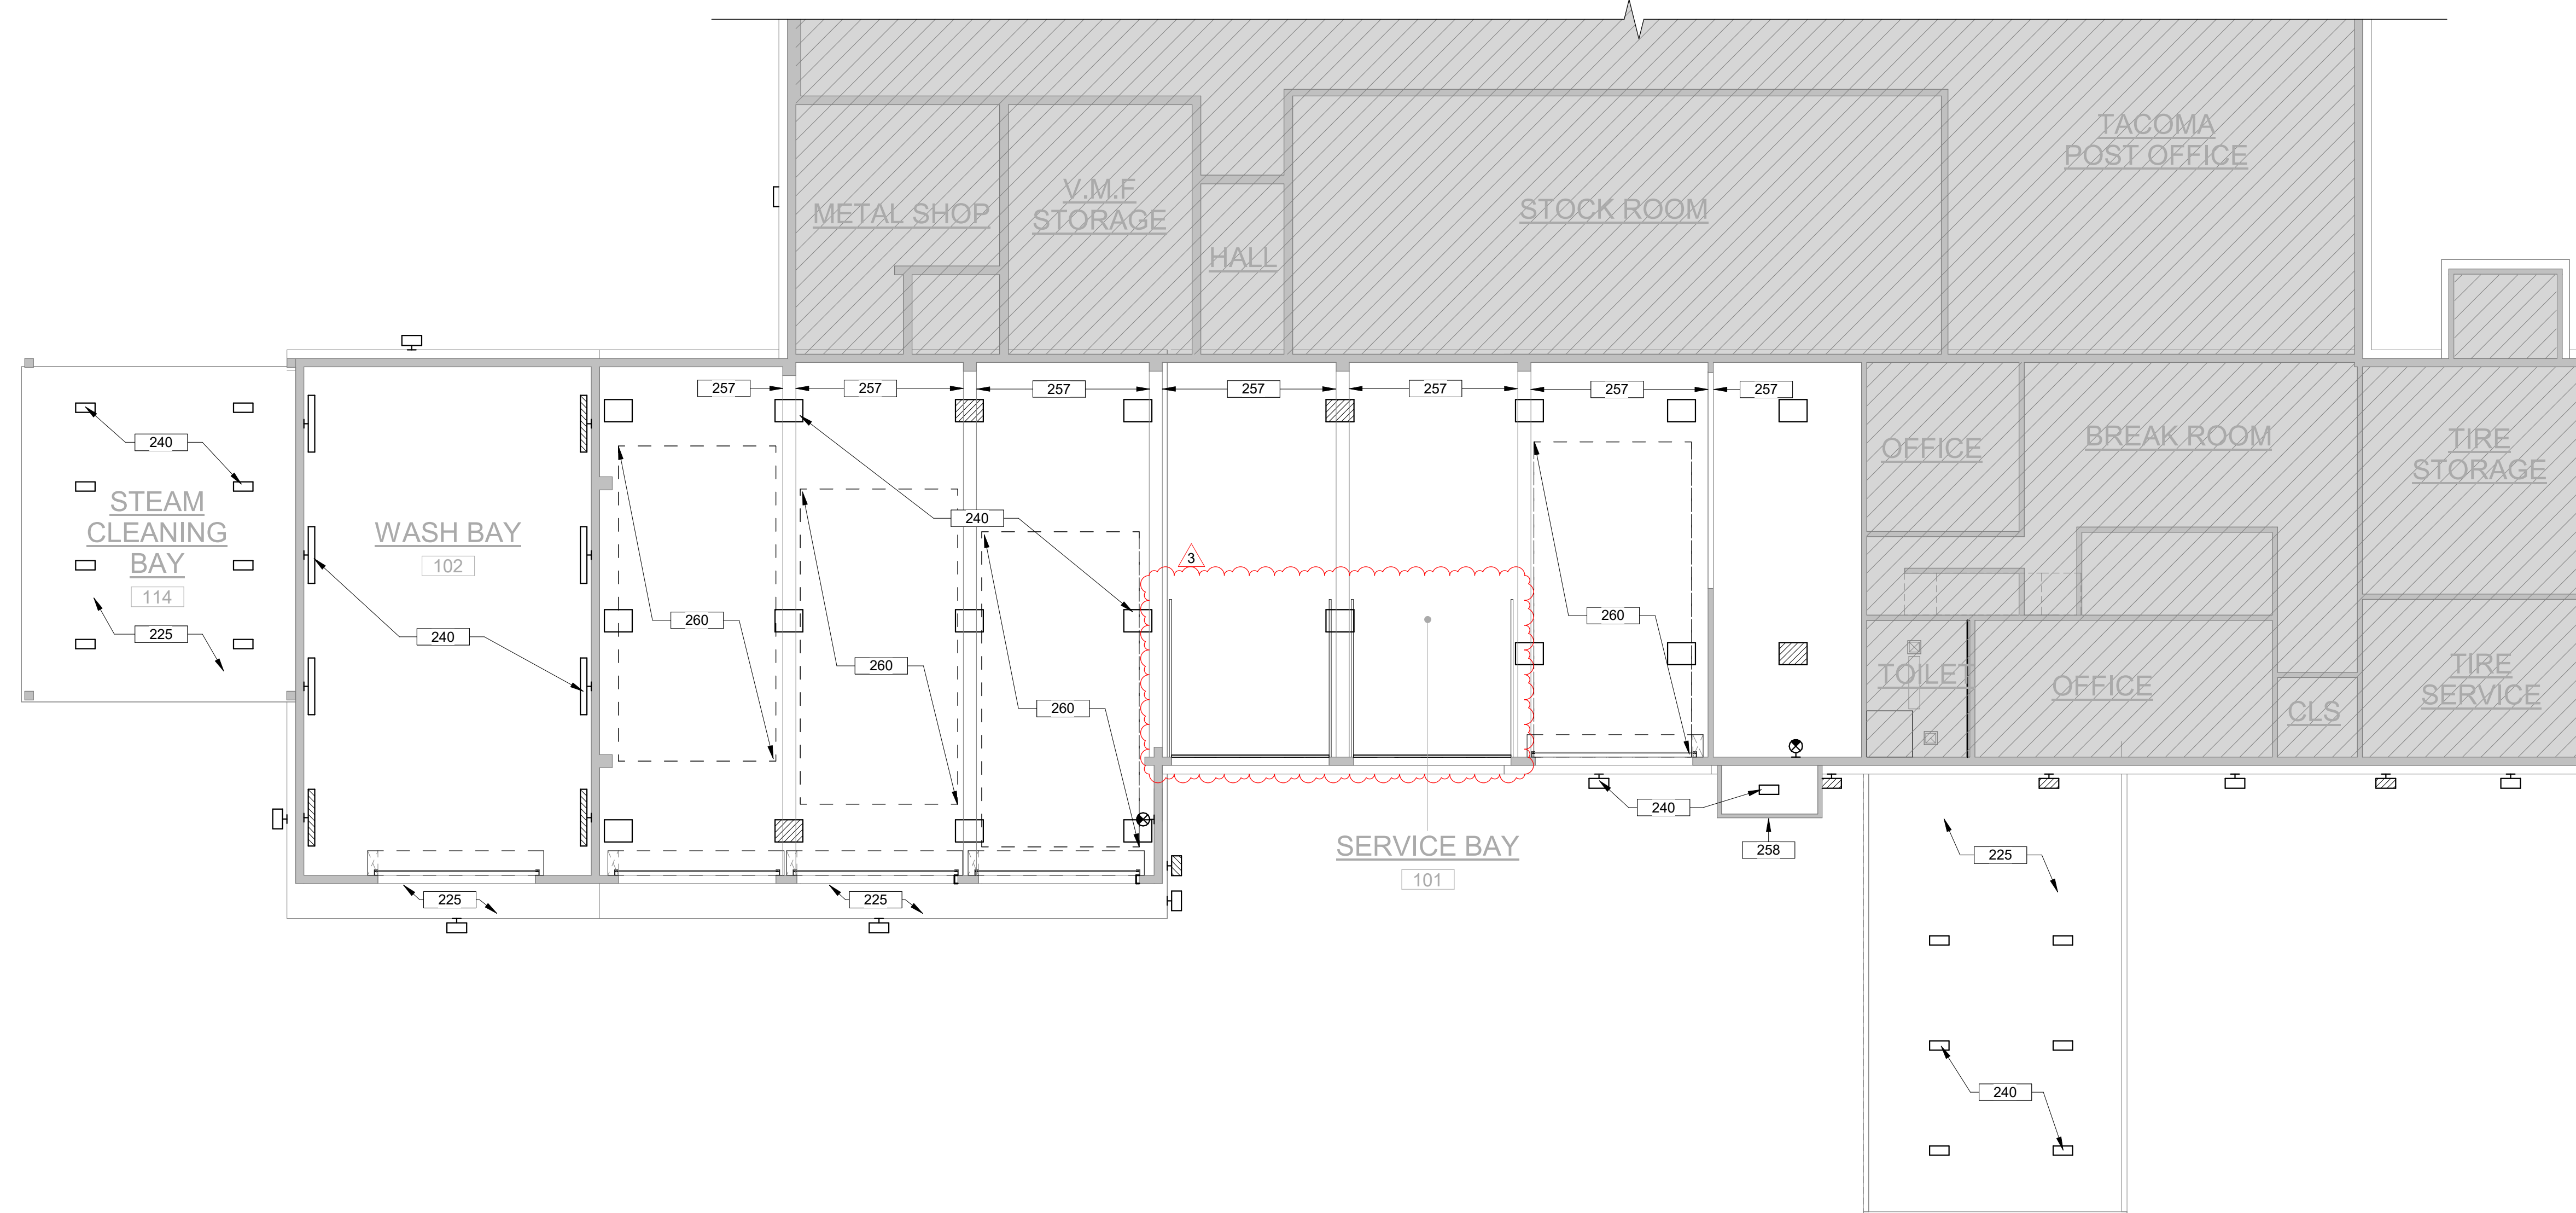 TACOMA
POST OFFICE
METAL SHOP
V.M.F
STORAGE
HALL
STOCK ROOM
257
257
257
257
257
257
257
240
STEAM
CLEANING
BAY
114
225
WASH BAY
102
240
240
260
260
260
3
260
OFFICE
BREAK ROOM
TIRE
STORAGE
TOILET
OFFICE
CLS
TIRE
SERVICE
240
258
SERVICE BAY
101
225
225
225
240